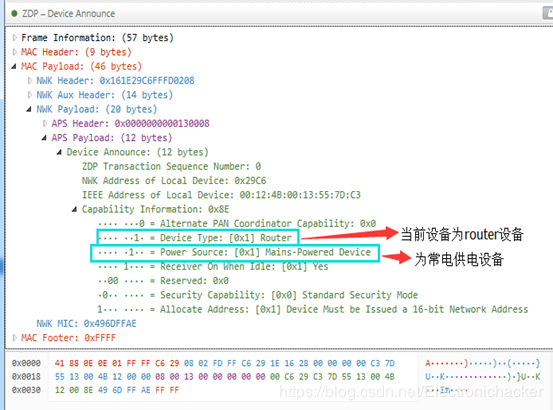 ZDP – Device Announce
Frame Information: (57 bytes)
MAC Header: (9 bytes)
MAC Payload: (46 bytes)
NWK Header: 0x161E29C6FFFD0208
NWK Aux Header: (14 bytes)
NWK Payload: (20 bytes)
APS Header: 0x0000000000130008
APS Payload: (12 bytes)
Device Announce: (12 bytes)
ZDP Transaction Sequence Number: 0
NWK Address of Local Device: 0x29C6
IEEE Address of Local Device: 00:12:4B:00:13:55:7D:C3
Capability Information: 0x8E
···· ···0 = Alternate PAN Coordinator Capability: 0x0
···· ··1· = Device Type: [0x1] Router
当前设备为router设备
···· ·1·· = Power Source: [0x1] Mains-Powered Device
为常电供电设备
···· 1··· = Receiver On When Idle: [0x1] Yes
··00 ···· = Reserved: 0x0
·0·· ···· = Security Capability: [0x0] Standard Security Mode
1··· ···· = Allocate Address: [0x1] Device Must be Issued a 16-bit Network Address
NWK MIC: 0x496DFFAE
MAC Footer: 0xFFFF
0x0000 41 88 0E 0E 01 FF FF C6 29 08 02 FD FF C6 29 1E 16 28 00 00 00 00 C3 7D A·······)·····)··(·····}
0x0018 55 13 00 4B 12 00 00 08 00 13 00 00 00 00 00 00 C6 29 C3 7D 55 13 00 4B U··K·············)·}U··K
0x0030 12 00 8E 49 6D FF AE FF FF ···Im····
https://blog.csdn.net/Electronichacker